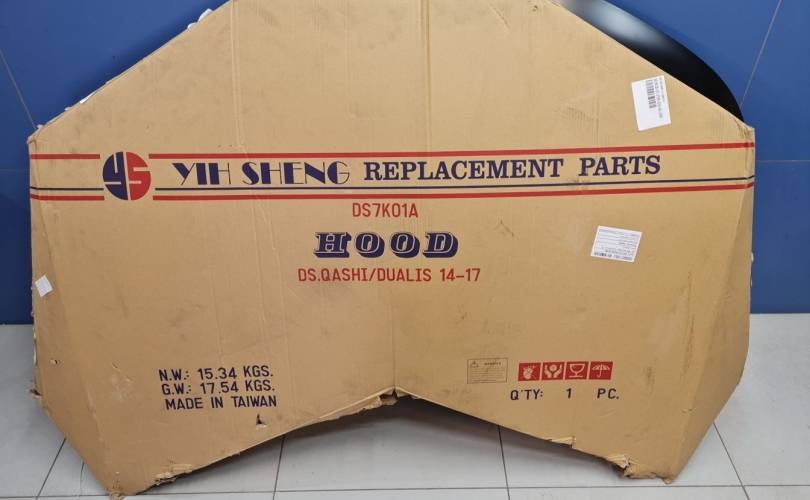 YS YIH SHENG REPLACEMENT PARTS
DS7K01A
HOOD
DS.QASHI/DUALIS 14-17
N.W.: 15.34 KGS.
G.W.: 17.54 KGS.
MADE IN TAIWAN
Q'TY: 1 PC.